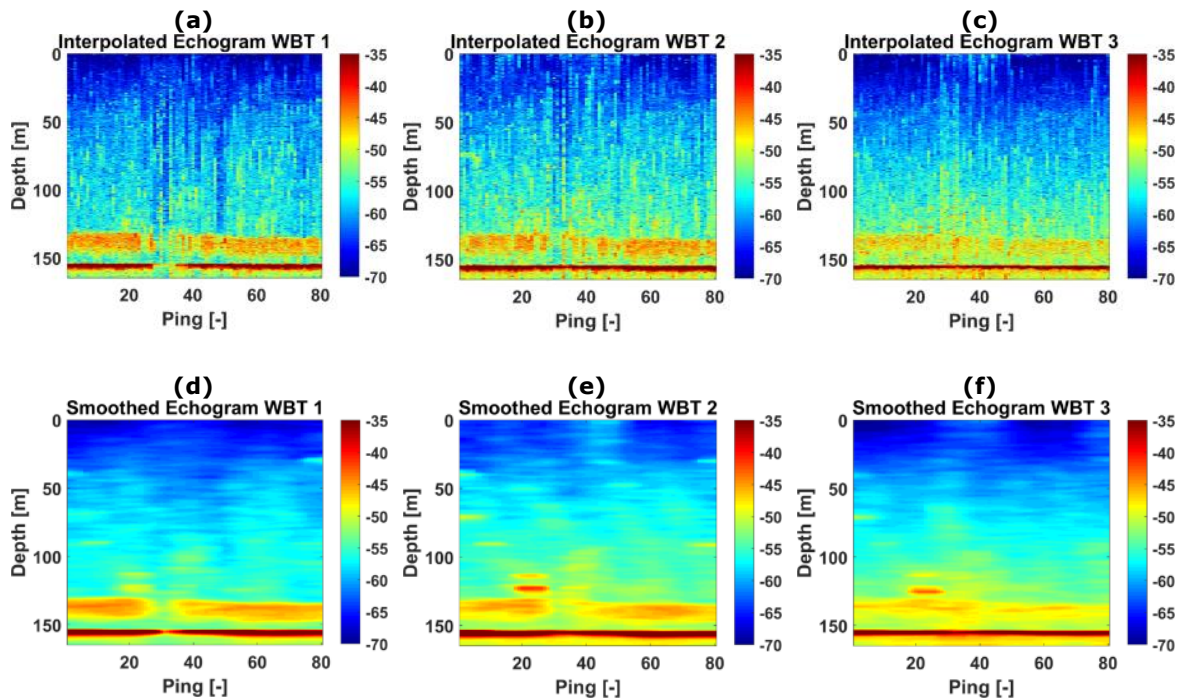 (a) (b) (c)
Interpolated Echogram WBT 1 Interpolated Echogram WBT 2 Interpolated Echogram WBT 3
0 -35 0 -35 0 -35
-40 -40 -40
50 -45 50 -45 50 -45
-50 -50 -50
Depth [m] Depth [m] Depth [m]
100 -55 100 -55 100 -55
-60 -60 -60
150 -65 150 -65 150 -65
-70 -70 -70
20 40 60 80 20 40 60 80 20 40 60 80
Ping [-] Ping [-] Ping [-]
(d) (e) (f)
Smoothed Echogram WBT 1 Smoothed Echogram WBT 2 Smoothed Echogram WBT 3
0 -35 0 -35 0 -35
-40 -40 -40
50 -45 50 -45 50 -45
-50 -50 -50
Depth [m] Depth [m] Depth [m]
100 -55 100 -55 100 -55
-60 -60 -60
150 -65 150 -65 150 -65
-70 -70 -70
20 40 60 80 20 40 60 80 20 40 60 80
Ping [-] Ping [-] Ping [-]